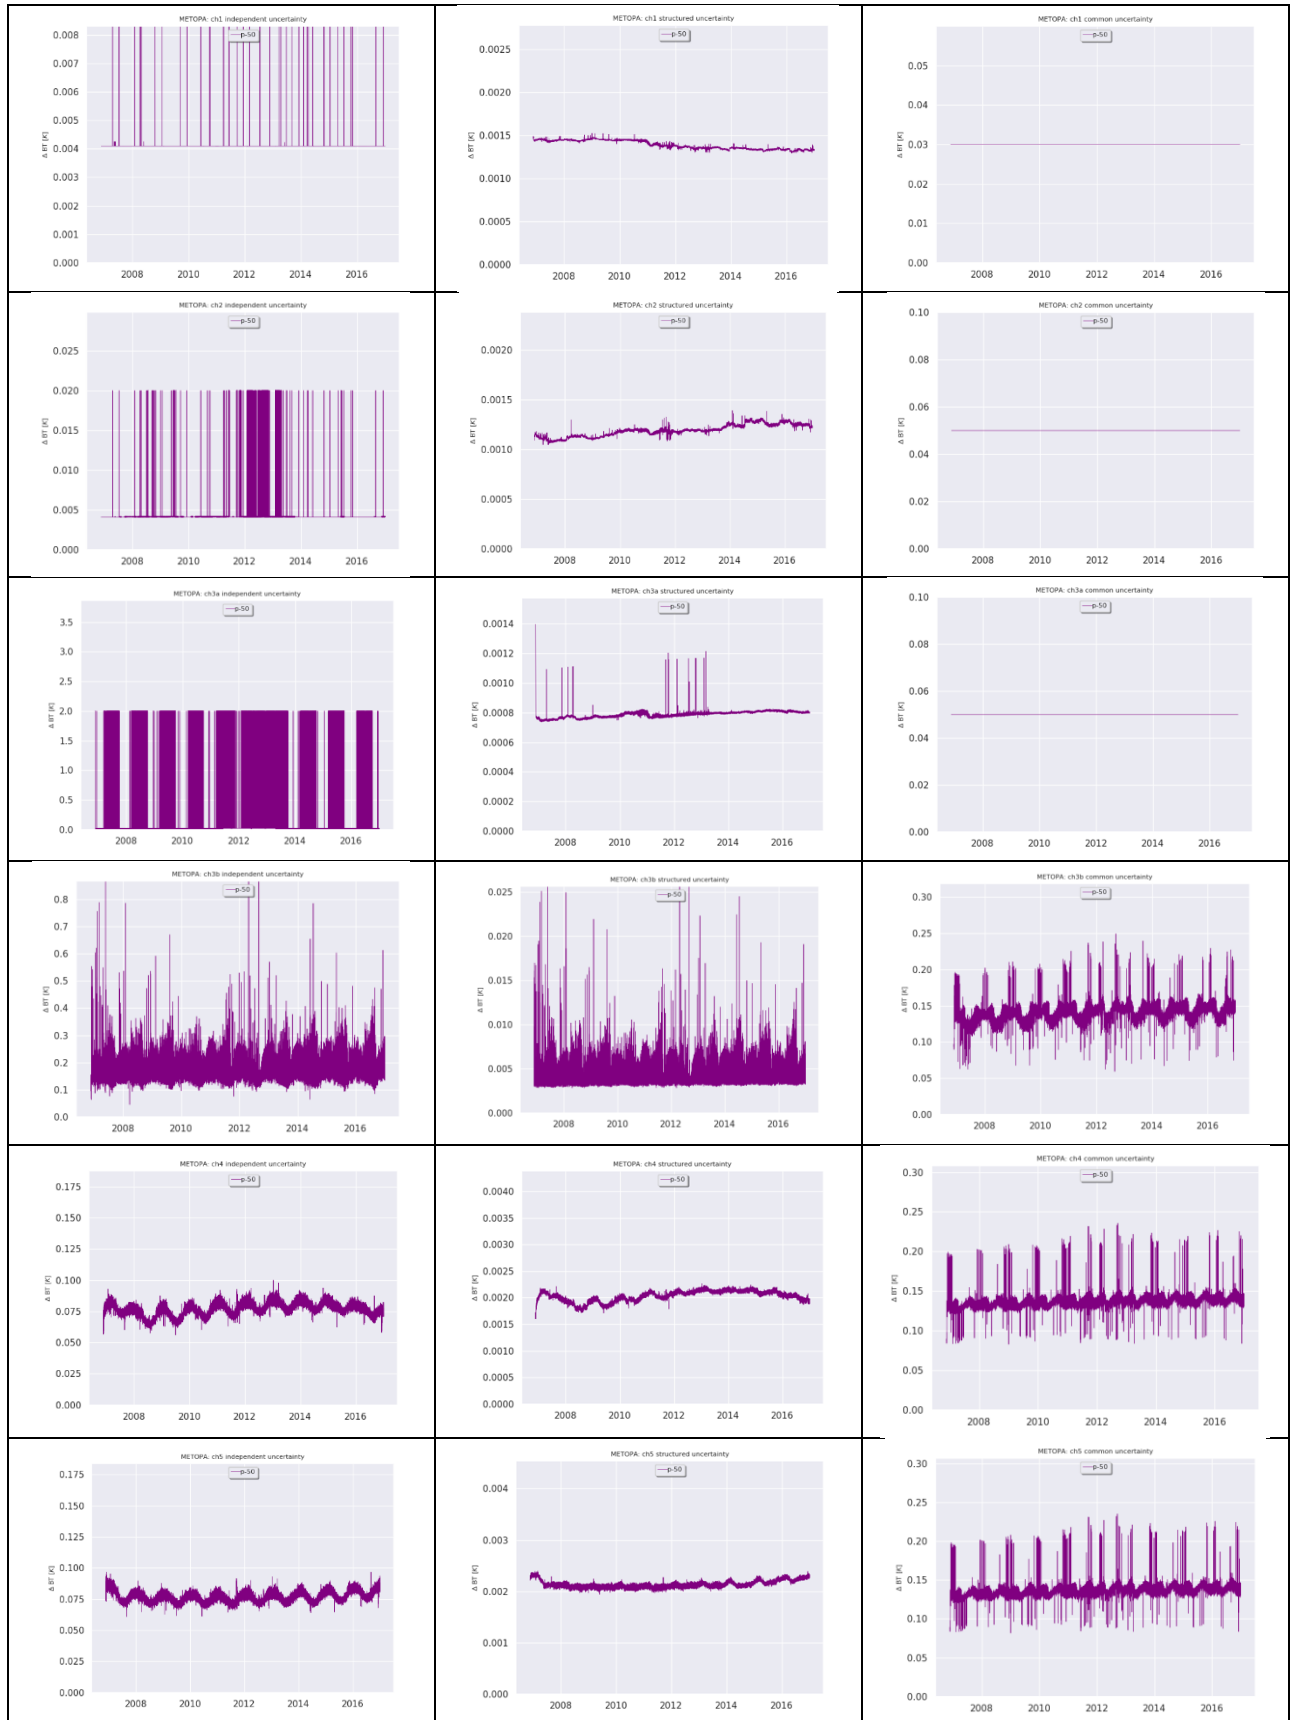 METOPA: ch1 independent uncertainty
p-50
Δ BT [K]
0.008
0.007
0.006
0.005
0.004
0.003
0.002
0.001
0.000
2008 2010 2012 2014 2016
METOPA: ch1 structured uncertainty
p-50
Δ BT [K]
0.0025
0.0020
0.0015
0.0010
0.0005
0.0000
2008 2010 2012 2014 2016
METOPA: ch1 common uncertainty
p-50
Δ BT [K]
0.05
0.04
0.03
0.02
0.01
0.00
2008 2010 2012 2014 2016
METOPA: ch2 independent uncertainty
p-50
Δ BT [K]
0.025
0.020
0.015
0.010
0.005
0.000
2008 2010 2012 2014 2016
METOPA: ch2 structured uncertainty
p-50
Δ BT [K]
0.0020
0.0015
0.0010
0.0005
0.0000
2008 2010 2012 2014 2016
METOPA: ch2 common uncertainty
p-50
Δ BT [K]
0.10
0.08
0.06
0.04
0.02
0.00
2008 2010 2012 2014 2016
METOPA: ch3a independent uncertainty
p-50
Δ BT [K]
3.5
3.0
2.5
2.0
1.5
1.0
0.5
0.0
2008 2010 2012 2014 2016
METOPA: ch3a structured uncertainty
p-50
Δ BT [K]
0.0014
0.0012
0.0010
0.0008
0.0006
0.0004
0.0002
0.0000
2008 2010 2012 2014 2016
METOPA: ch3a common uncertainty
p-50
Δ BT [K]
0.10
0.08
0.06
0.04
0.02
0.00
2008 2010 2012 2014 2016
METOPA: ch3b independent uncertainty
p-50
Δ BT [K]
0.8
0.7
0.6
0.5
0.4
0.3
0.2
0.1
0.0
2008 2010 2012 2014 2016
METOPA: ch3b structured uncertainty
p-50
Δ BT [K]
0.025
0.020
0.015
0.010
0.005
0.000
2008 2010 2012 2014 2016
METOPA: ch3b common uncertainty
p-50
Δ BT [K]
0.30
0.25
0.20
0.15
0.10
0.05
0.00
2008 2010 2012 2014 2016
METOPA: ch4 independent uncertainty
p-50
Δ BT [K]
0.175
0.150
0.125
0.100
0.075
0.050
0.025
0.000
2008 2010 2012 2014 2016
METOPA: ch4 structured uncertainty
p-50
Δ BT [K]
0.0040
0.0035
0.0030
0.0025
0.0020
0.0015
0.0010
0.0005
0.0000
2008 2010 2012 2014 2016
METOPA: ch4 common uncertainty
p-50
Δ BT [K]
0.30
0.25
0.20
0.15
0.10
0.05
0.00
2008 2010 2012 2014 2016
METOPA: ch5 independent uncertainty
p-50
Δ BT [K]
0.175
0.150
0.125
0.100
0.075
0.050
0.025
0.000
2008 2010 2012 2014 2016
METOPA: ch5 structured uncertainty
p-50
Δ BT [K]
0.004
0.003
0.002
0.001
0.000
2008 2010 2012 2014 2016
METOPA: ch5 common uncertainty
p-50
Δ BT [K]
0.30
0.25
0.20
0.15
0.10
0.05
0.00
2008 2010 2012 2014 2016